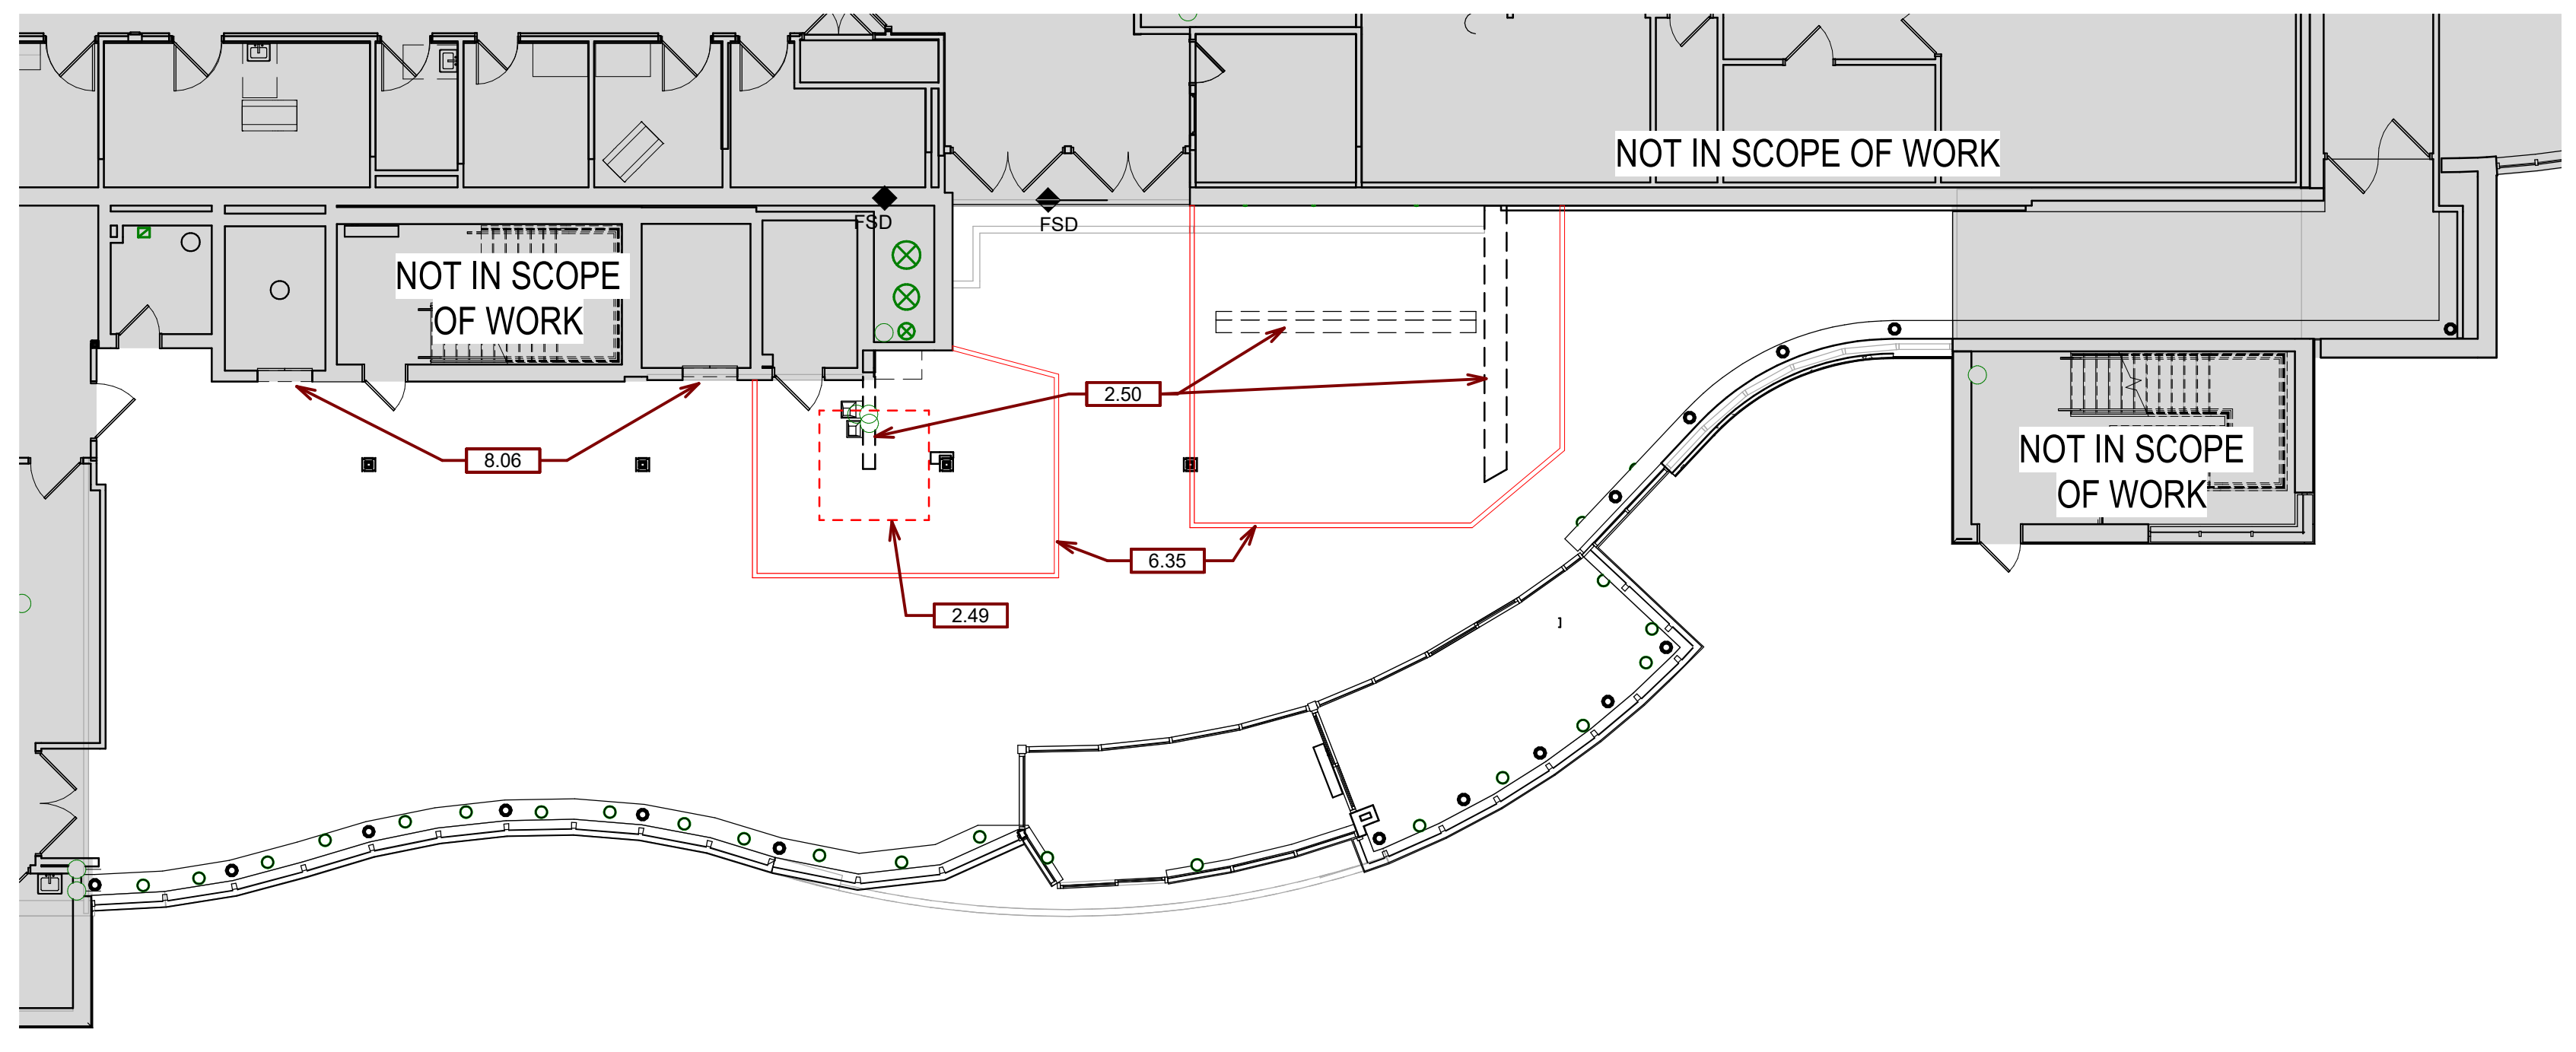 NOT IN SCOPE OF WORK
FSD
FSD
NOT IN SCOPE
OF WORK
2.50
8.06
NOT IN SCOPE
OF WORK
6.35
2.49